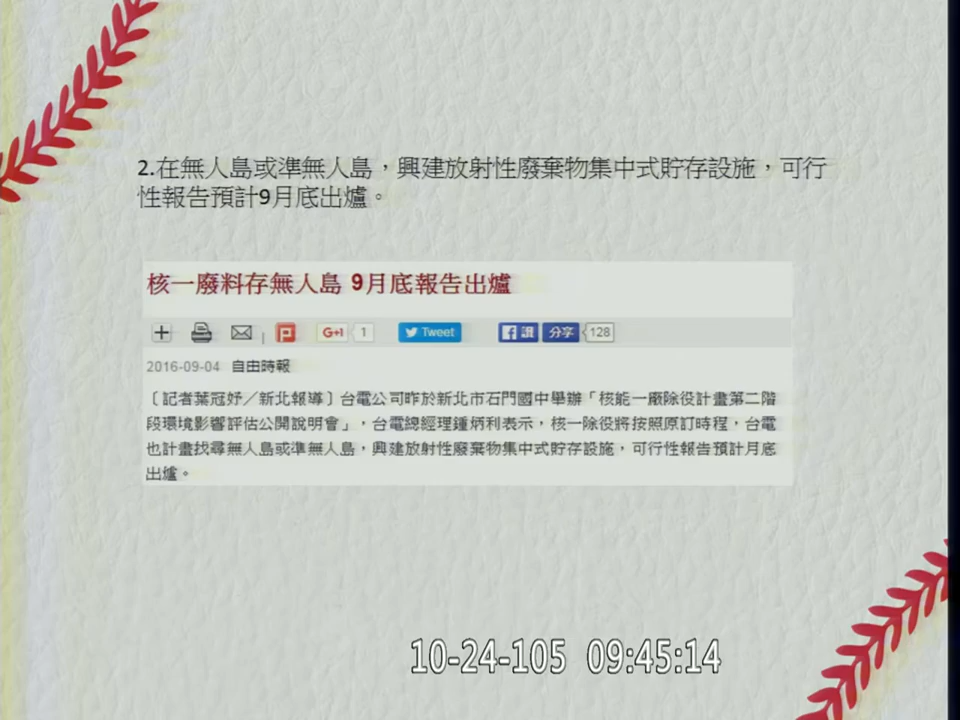 2.在無人島或準無人島，興建放射性廢棄物集中式貯存設施，可行
性報告預計9月底出爐。
核一廢料存無人島 9月底報告出爐
G+1 1 Tweet 讚 分享 128
2016-09-04 自由時報
〔記者葉冠妤／新北報導〕台電公司昨於新北市石門國中舉辦「核能一廠除役計畫第二階
段環境影響評估公開說明會」，台電總經理鍾炳利表示，核一除役將按照原訂時程，台電
也計畫找尋無人島或準無人島，興建放射性廢棄物集中式貯存設施，可行性報告預計月底
出爐。
10-24-105 09:45:14